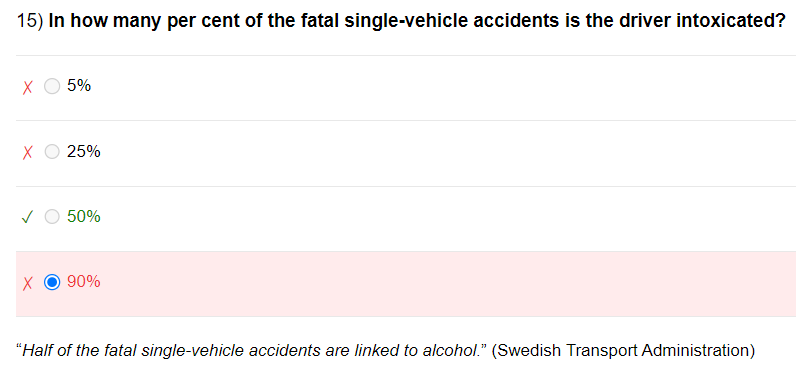 15) In how many per cent of the fatal single-vehicle accidents is the driver intoxicated?
✗ 5%
✗ 25%
✓ 50%
✗ 90%
“Half of the fatal single-vehicle accidents are linked to alcohol.” (Swedish Transport Administration)